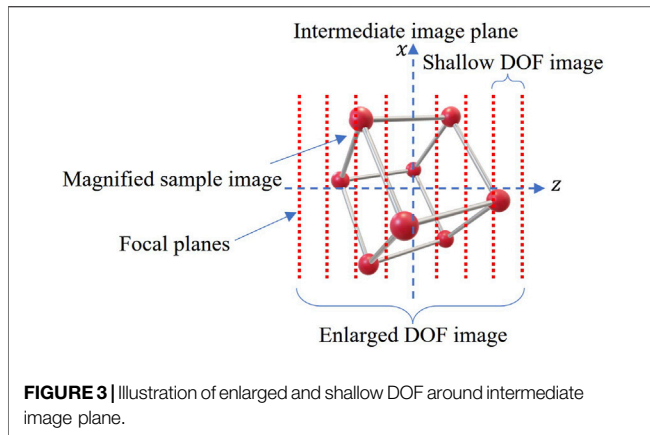 Intermediate image plane
x
Shallow DOF image
Magnified sample image
z
Focal planes
Enlarged DOF image
FIGURE 3 | Illustration of enlarged and shallow DOF around intermediate
image plane.